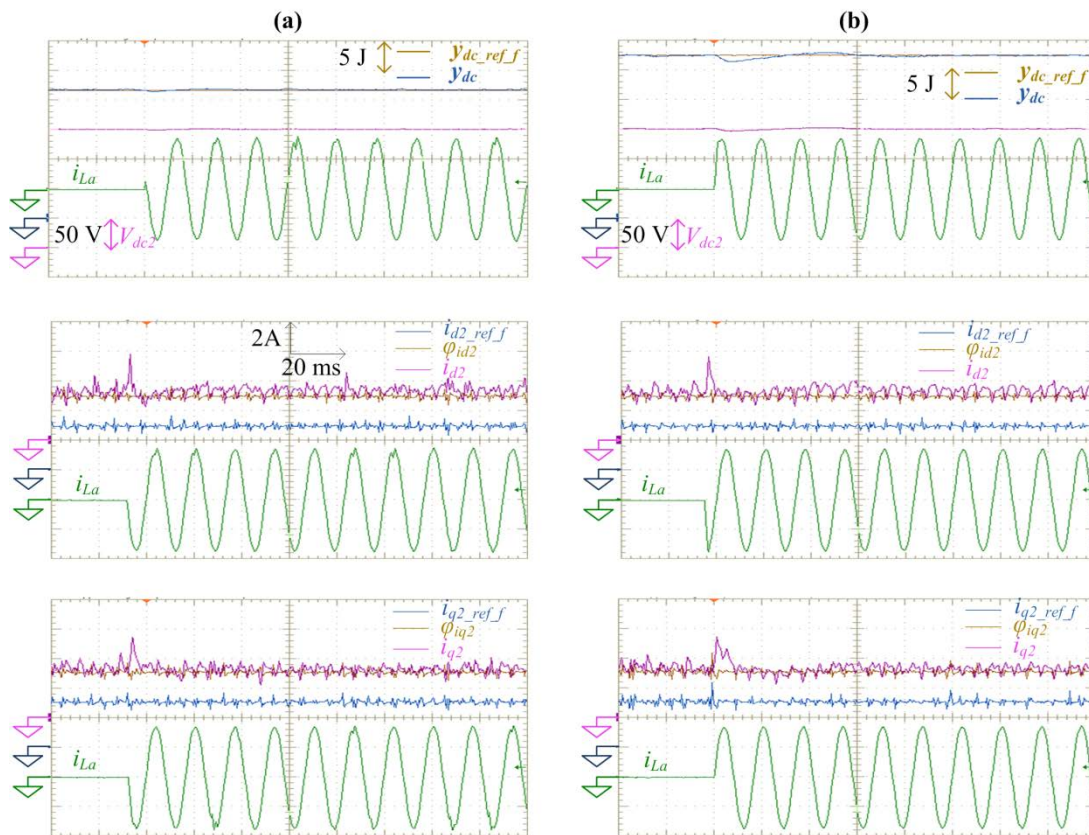 (a)
5 J
y_dc_ref_f
y_dc
i_La
50 V
V_dc2
(b)
5 J
y_dc_ref_f
y_dc
i_La
50 V
V_dc2
2A
20 ms
i_d2_ref_f
φ_id2
i_d2
i_La
i_d2_ref_f
φ_id2
i_d2
i_La
i_q2_ref_f
φ_iq2
i_q2
i_La
i_q2_ref_f
φ_iq2
i_q2
i_La